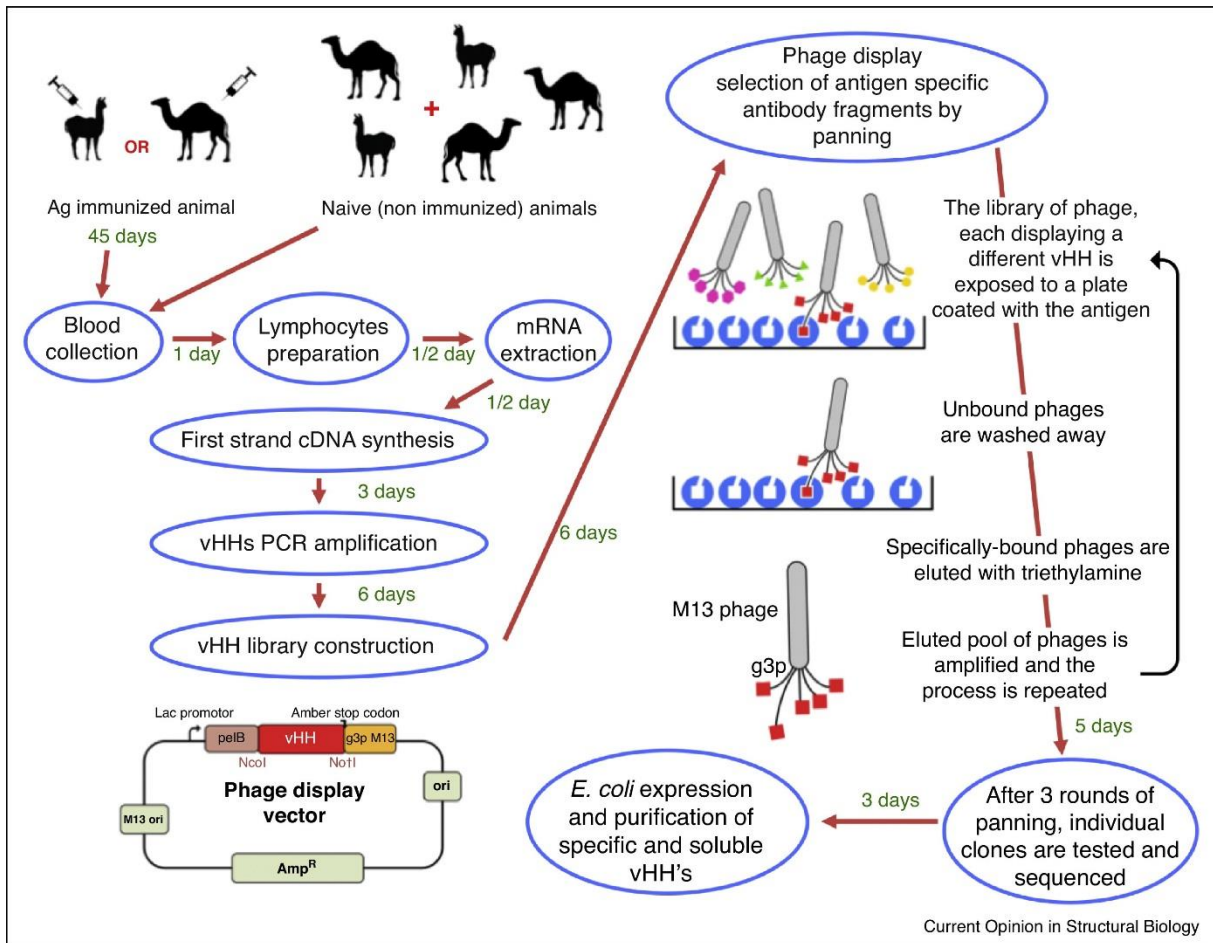 OR
+
Ag immunized animal
Naive (non immunized) animals
45 days
Blood
collection
1 day
Lymphocytes
preparation
1/2 day
mRNA
extraction
1/2 day
First strand cDNA synthesis
3 days
vHHs PCR amplification
6 days
vHH library construction
6 days
Lac promotor
Amber stop codon
pelB
vHH
g3p M13
NcoI
NotI
Phage display
vector
ori
M13 ori
Amp^R
Phage display
selection of antigen specific
antibody fragments by
panning
The library of phage,
each displaying a
different vHH is
exposed to a plate
coated with the antigen
Unbound phages
are washed away
Specifically-bound phages are
eluted with triethylamine
M13 phage
g3p
Eluted pool of phages is
amplified and the
process is repeated
5 days
After 3 rounds of
panning, individual
clones are tested and
sequenced
3 days
E. coli expression
and purification of
specific and soluble
vHH's
Current Opinion in Structural Biology